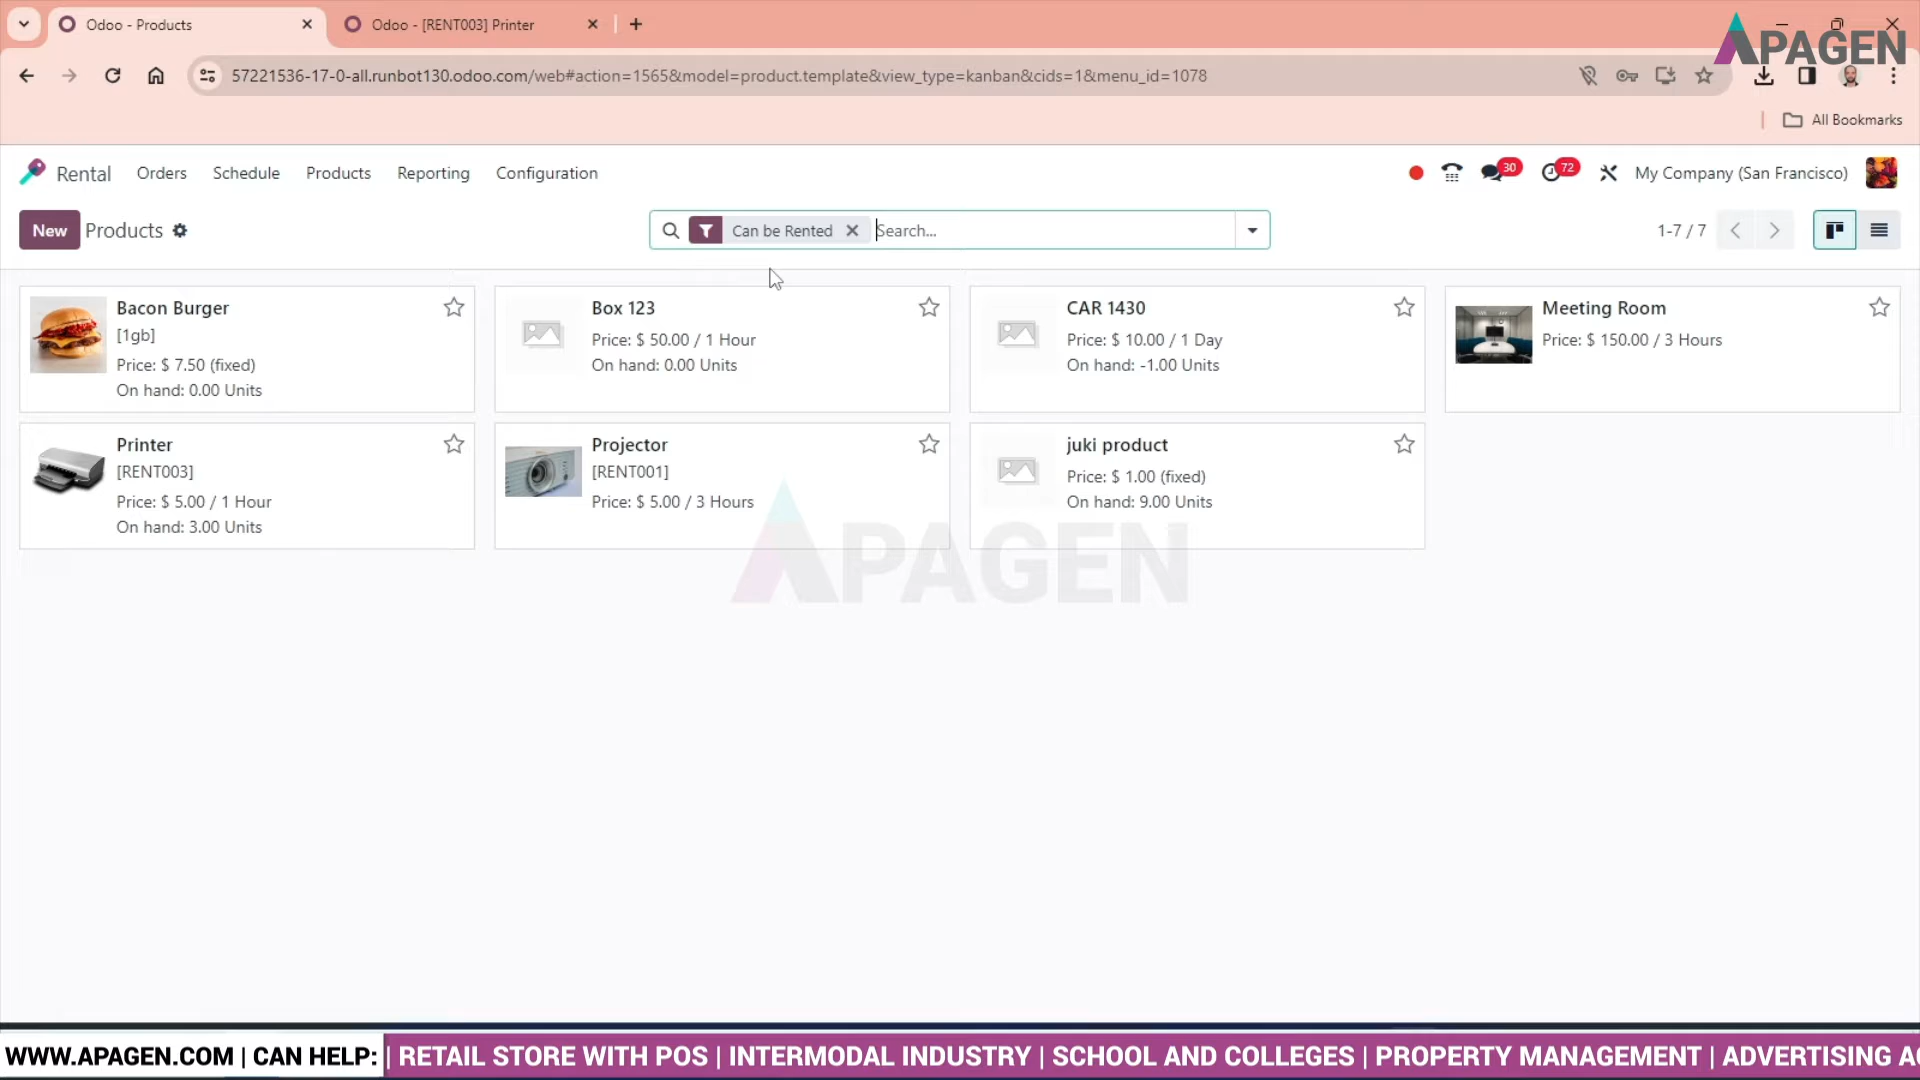 Odoo - Products
Odoo - [RENT003] Printer
APAGEN
57221536-17-0-all.runbot130.odoo.com/web#action=1565&model=product.template&view_type=kanban&cids=1&menu_id=1078
All Bookmarks
Rental Orders Schedule Products Reporting Configuration 30 72 My Company (San Francisco)
New Products Can be Rented Search... 1-7 / 7
Bacon Burger
[1gb]
Price: $ 7.50 (fixed)
On hand: 0.00 Units
Box 123
Price: $ 50.00 / 1 Hour
On hand: 0.00 Units
CAR 1430
Price: $ 10.00 / 1 Day
On hand: -1.00 Units
Meeting Room
Price: $ 150.00 / 3 Hours
Printer
[RENT003]
Price: $ 5.00 / 1 Hour
On hand: 3.00 Units
Projector
[RENT001]
Price: $ 5.00 / 3 Hours
juki product
Price: $ 1.00 (fixed)
On hand: 9.00 Units
APAGEN
WWW.APAGEN.COM | CAN HELP: | RETAIL STORE WITH POS | INTERMODAL INDUSTRY | SCHOOL AND COLLEGES | PROPERTY MANAGEMENT | ADVERTISING